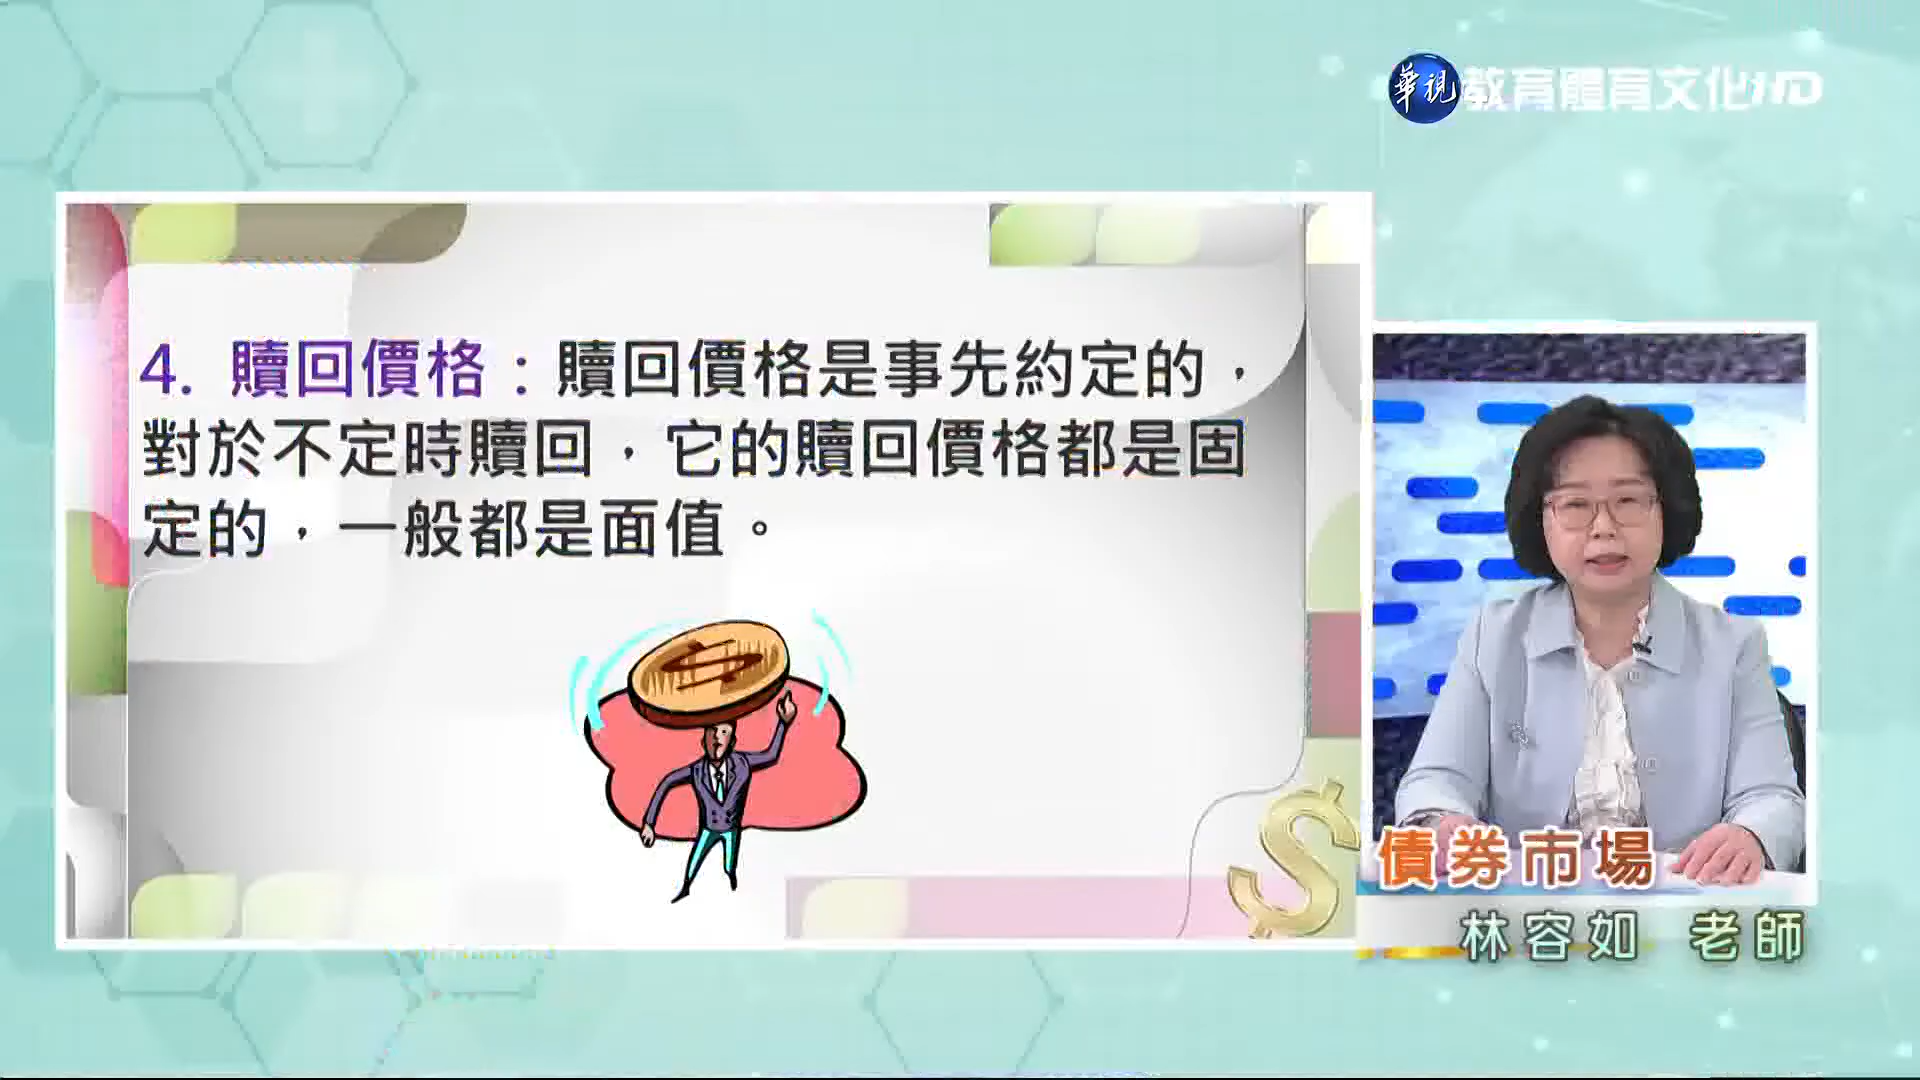 華視 教育體育文化HD
4. 贖回價格：贖回價格是事先約定的，
對於不定時贖回，它的贖回價格都是固
定的，一般都是面值。
債券市場
林容如 老師